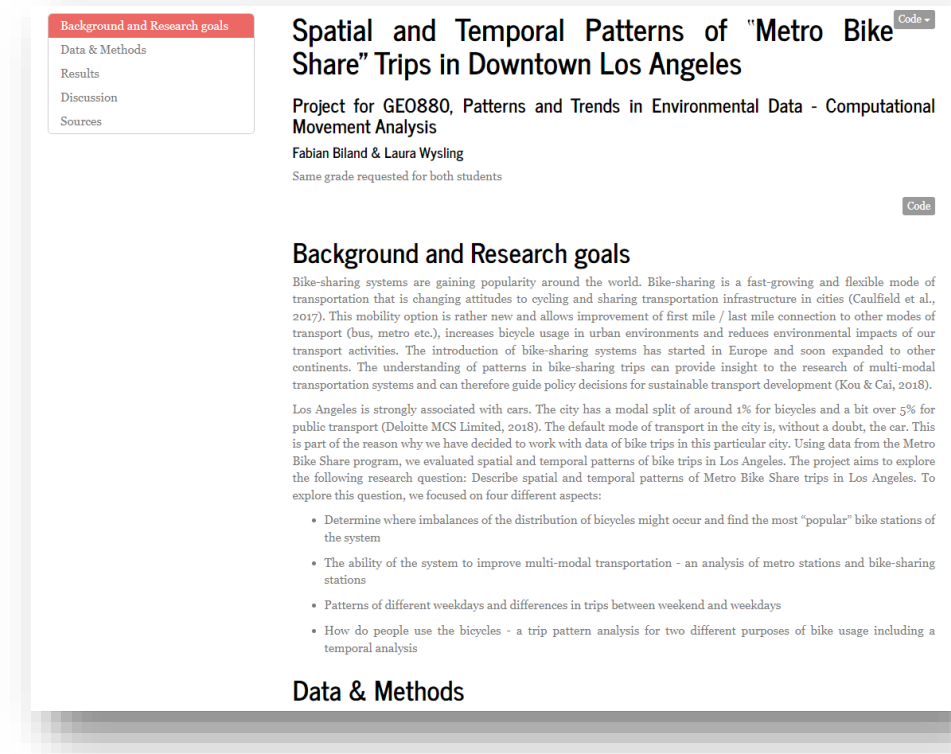 Background and Research goals
Data & Methods
Results
Discussion
Sources
Code
Spatial and Temporal Patterns of "Metro Bike
Share" Trips in Downtown Los Angeles
Project for GEO880, Patterns and Trends in Environmental Data - Computational
Movement Analysis
Fabian Biland & Laura Wysling
Same grade requested for both students
Code
Background and Research goals
Bike-sharing systems are gaining popularity around the world. Bike-sharing is a fast-growing and flexible mode of
transportation that is changing attitudes to cycling and sharing transportation infrastructure in cities (Caulfield et al.,
2017). This mobility option is rather new and allows improvement of first mile / last mile connection to other modes of
transport (bus, metro etc.), increases bicycle usage in urban environments and reduces environmental impacts of our
transport activities. The introduction of bike-sharing systems has started in Europe and soon expanded to other
continents. The understanding of patterns in bike-sharing trips can provide insight to the research of multi-modal
transportation systems and can therefore guide policy decisions for sustainable transport development (Kou & Cai, 2018).
Los Angeles is strongly associated with cars. The city has a modal split of around 1% for bicycles and a bit over 5% for
public transport (Deloitte MCS Limited, 2018). The default mode of transport in the city is, without a doubt, the car. This
is part of the reason why we have decided to work with data of bike trips in this particular city. Using data from the Metro
Bike Share program, we evaluated spatial and temporal patterns of bike trips in Los Angeles. The project aims to explore
the following research question: Describe spatial and temporal patterns of Metro Bike Share trips in Los Angeles. To
explore this question, we focused on four different aspects:
• Determine where imbalances of the distribution of bicycles might occur and find the most "popular" bike stations of
the system
• The ability of the system to improve multi-modal transportation - an analysis of metro stations and bike-sharing
stations
• Patterns of different weekdays and differences in trips between weekend and weekdays
• How do people use the bicycles - a trip pattern analysis for two different purposes of bike usage including a
temporal analysis
Data & Methods